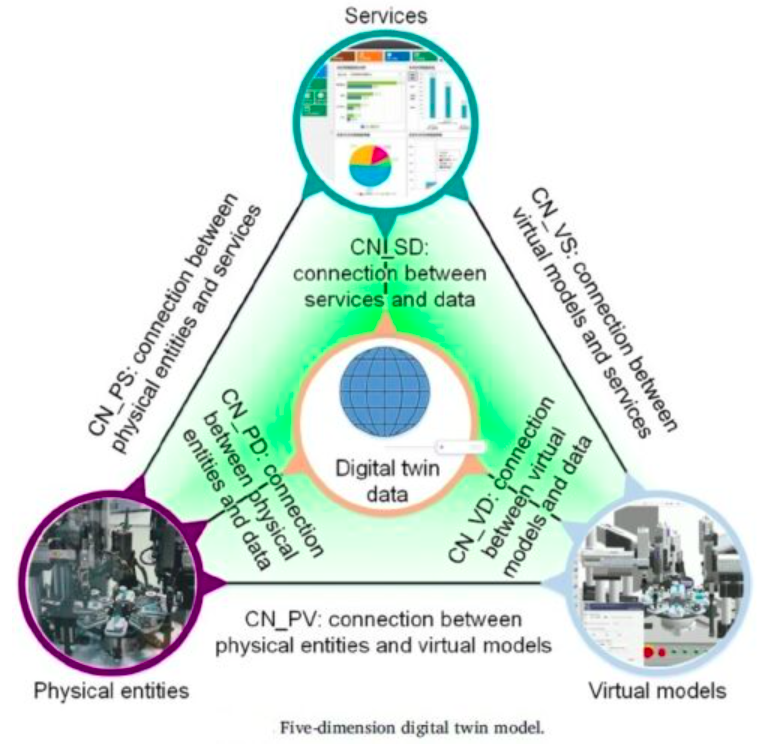 Services
CN_PS: connection between
physical entities and services
CN_VS: connection between
virtual models and services
CN_SD:
connection between
services and data
CN_PD: connection
between physical
entities and data
Digital twin
data
CN_VD: connection
between virtual
models and data
CN_PV: connection between
physical entities and virtual models
Physical entities
Virtual models
Five-dimension digital twin model.